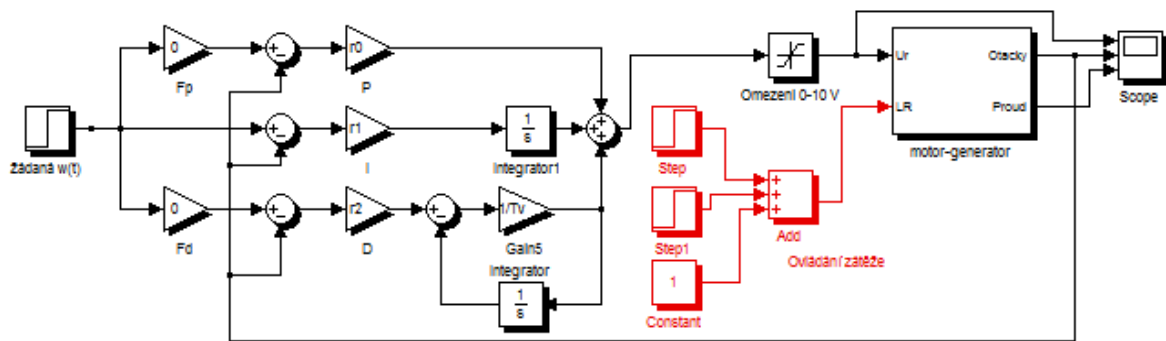 0
Fp
r0
P
Žádaná w(t)
r1
I
1
s
Integrator1
0
Fd
r2
D
1/Tv
Gain5
Integrator
1
s
Omezení 0-10 V
Step
Step1
1
Constant
Add
Ovládání zátěže
Ur
LR
Otacky
Proud
motor-generator
Scope